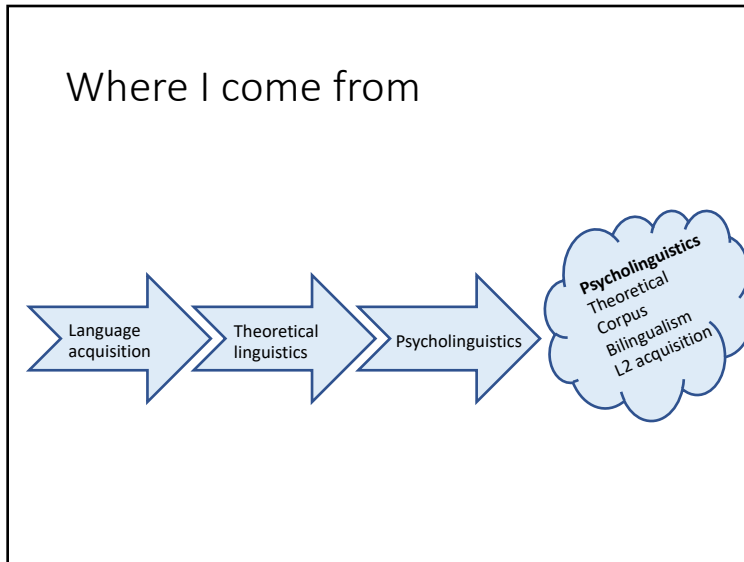 Where I come from
Language
acquisition
Theoretical
linguistics
Psycholinguistics
Psycholinguistics
Theoretical
Corpus
Bilingualism
L2 acquisition